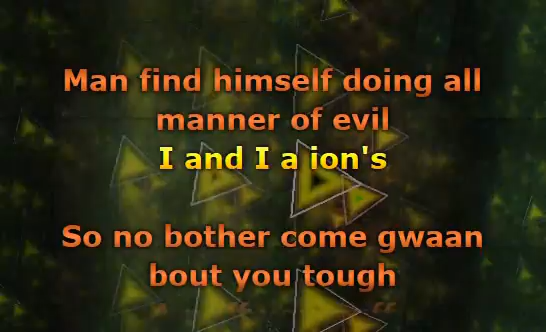 Man find himself doing all
manner of evil
I and I a ion's
So no bother come gwaan
bout you tough